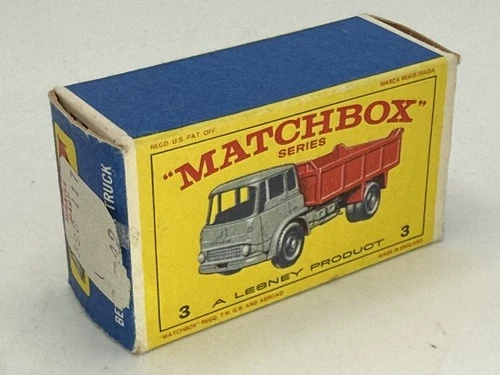 REGD. U.S. PAT. OFF.
MARCA REGISTRADA
"MATCHBOX"
SERIES
3
A LESNEY PRODUCT
3
MADE IN ENGLAND
"MATCHBOX" REGD. T.M. G.B. AND ABROAD
TRUCK